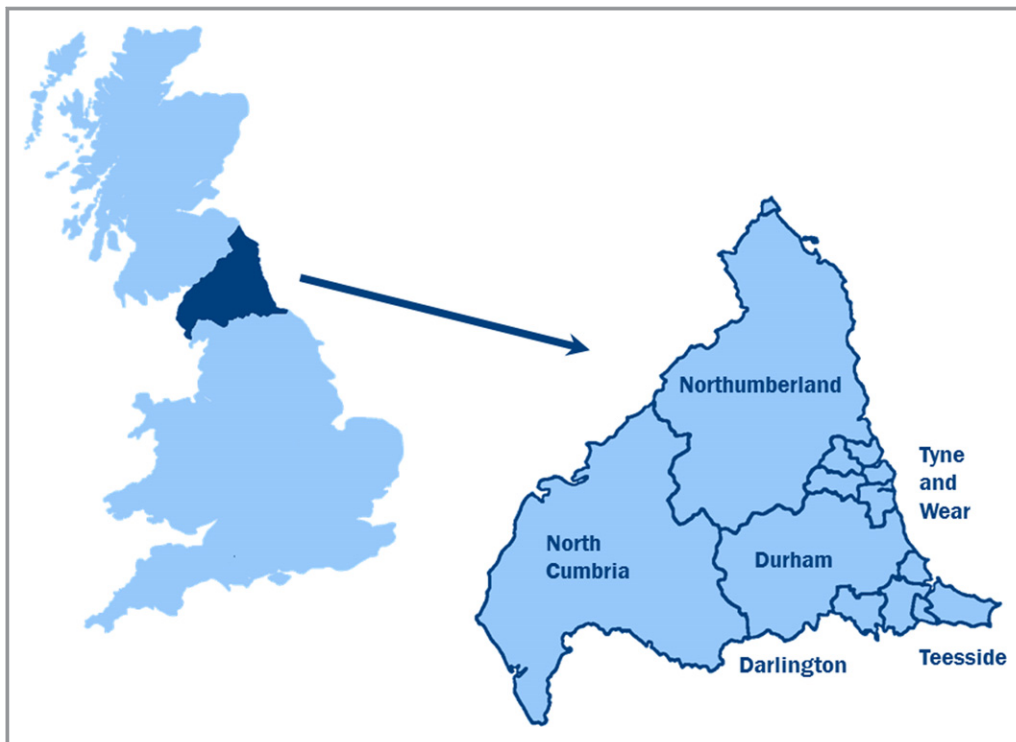 Northumberland
Tyne
and
Wear
North
Cumbria
Durham
Darlington
Teesside